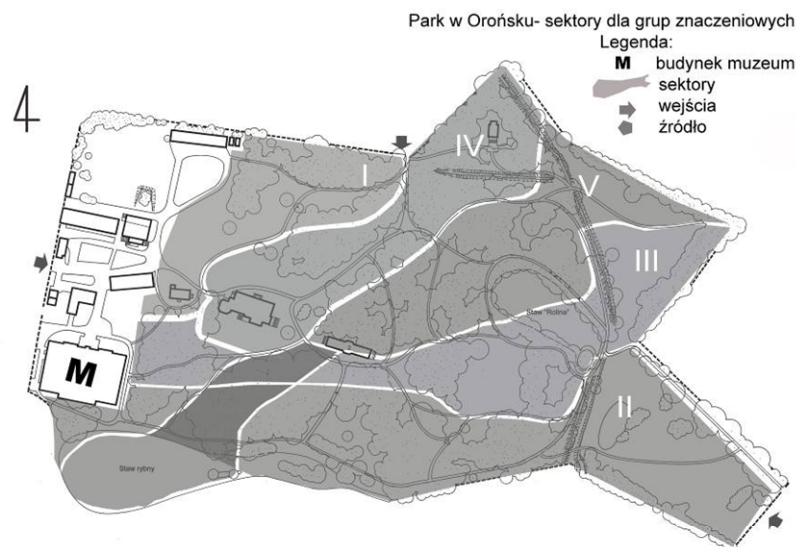 Park w Orońsku- sektory dla grup znaczeniowych
Legenda:
M budynek muzeum
sektory
wejścia
źródło
4
I
IV
V
III
Staw "Rolina"
M
II
Staw rybny